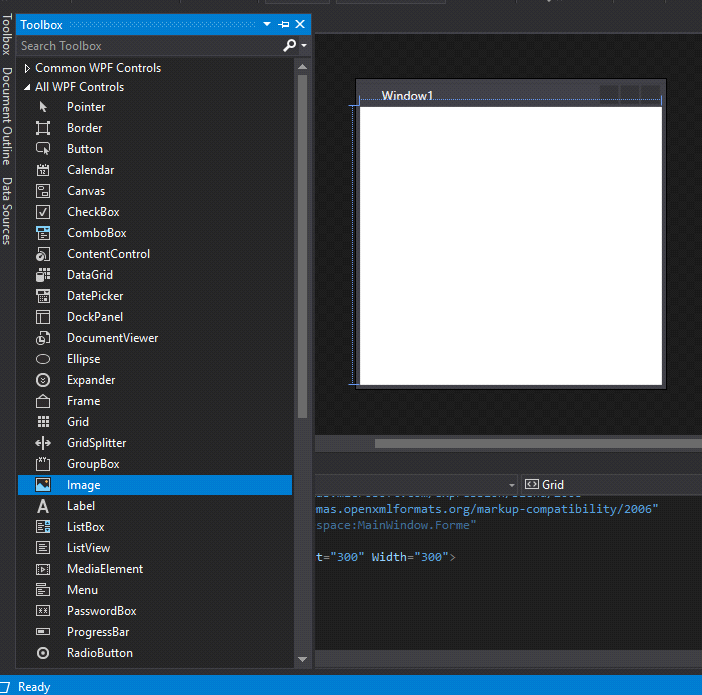 Toolbox
Document Outline
Data Sources
Toolbox
Search Toolbox
Common WPF Controls
All WPF Controls
Pointer
Border
Button
Calendar
Canvas
CheckBox
ComboBox
ContentControl
DataGrid
DatePicker
DockPanel
DocumentViewer
Ellipse
Expander
Frame
Grid
GridSplitter
GroupBox
Image
Label
ListBox
ListView
MediaElement
Menu
PasswordBox
ProgressBar
RadioButton
Window1
Grid
mas.openxmlformats.org/markup-compatibility/2006"
space:MainWindow.Forme"
t="300" Width="300">
Ready